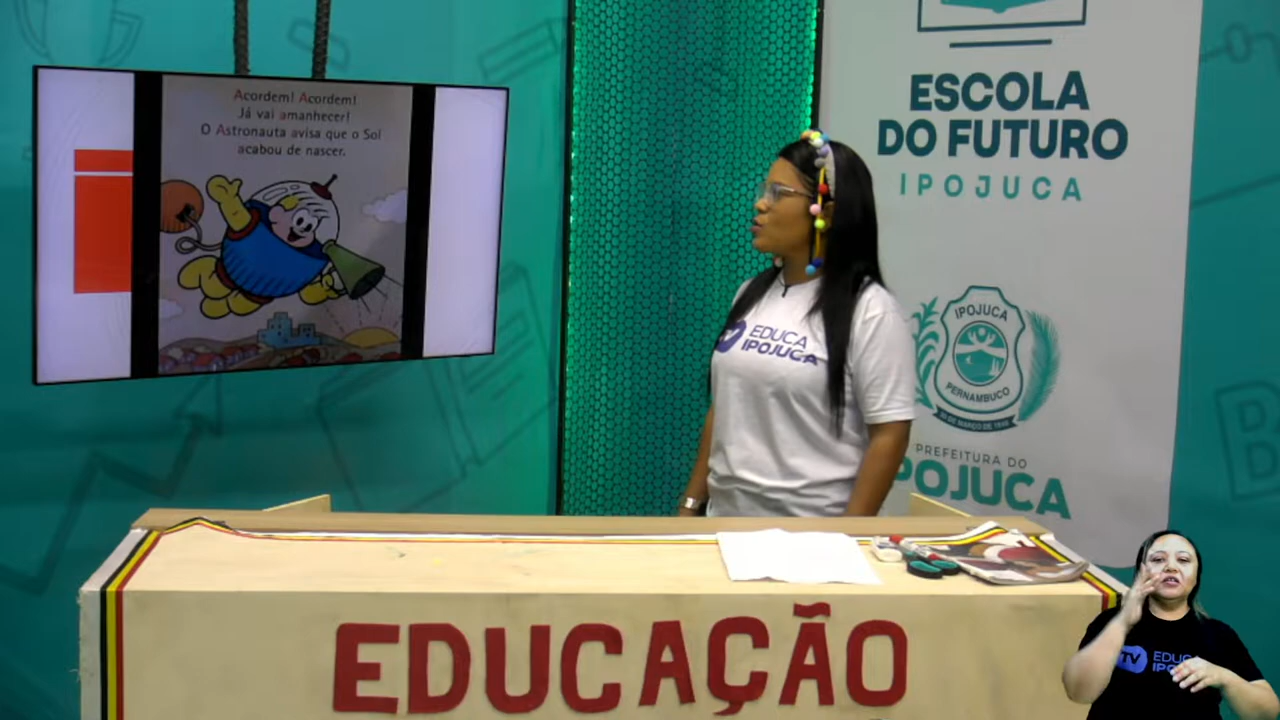 Acordem! Acordem!
Já vai amanhecer!
O Astronauta avisa que o Sol
acabou de nascer.
ESCOLA
DO FUTURO
IPOJUCA
EDUCA
IPOJUCA
IPOJUCA
PERNAMBUCO
PREFEITURA DO
IPOJUCA
EDUCAÇÃO
TV EDUCA
IPO
B